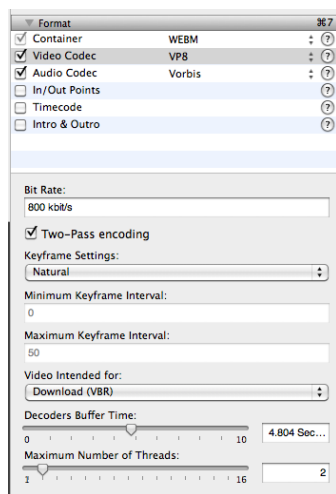 Format ⌘7
Container WEBM ?
Video Codec VP8 ?
Audio Codec Vorbis ?
In/Out Points ?
Timecode ?
Intro & Outro ?
Bit Rate:
800 kbit/s
Two-Pass encoding
Keyframe Settings:
Natural
Minimum Keyframe Interval:
0
Maximum Keyframe Interval:
50
Video Intended for:
Download (VBR)
Decoders Buffer Time:
4.804 Sec...
0 10
Maximum Number of Threads:
2
1 16